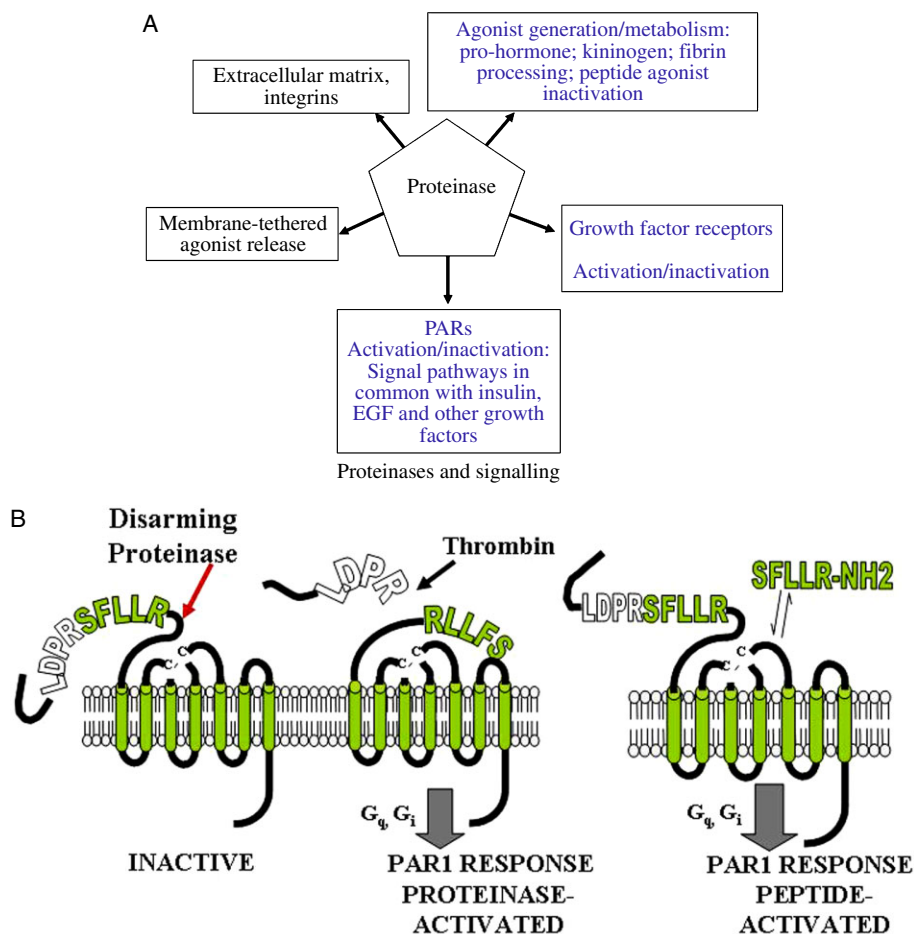 A
Agonist generation/metabolism:
pro-hormone; kininogen; fibrin
processing; peptide agonist
inactivation
Extracellular matrix,
integrins
Proteinase
Membrane-tethered
agonist release
Growth factor receptors
Activation/inactivation
PARs
Activation/inactivation:
Signal pathways in
common with insulin,
EGF and other growth
factors
Proteinases and signalling
B
Disarming
Proteinase
LDPRSFLLR
C
C
INACTIVE
LDPR
Thrombin
RLLFS
C
C
Gq, Gi
PAR1 RESPONSE
PROTEINASE-
ACTIVATED
LDPRSFLLR
SFLLR-NH2
C
C
Gq, Gi
PAR1 RESPONSE
PEPTIDE-
ACTIVATED